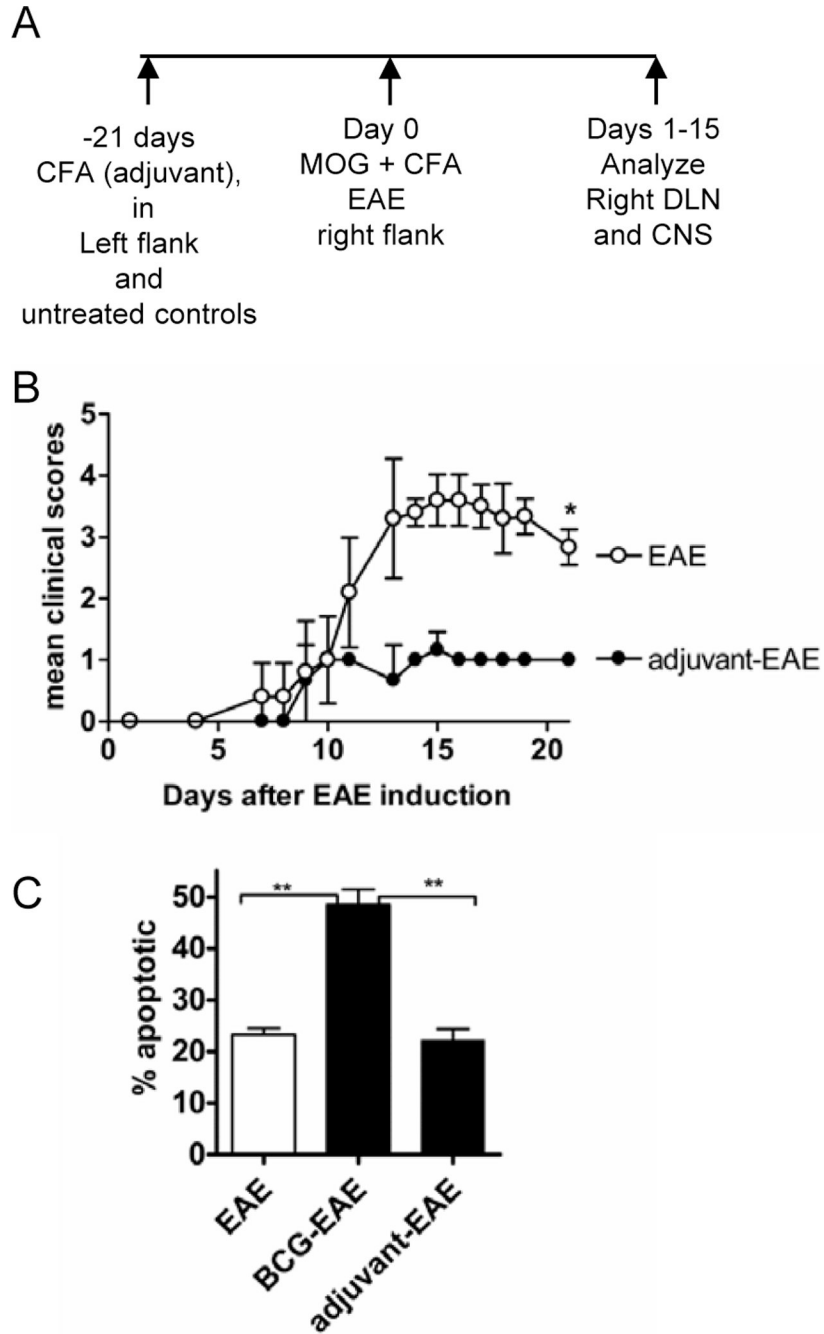 A
-21 days
CFA (adjuvant),
in
Left flank
and
untreated controls
Day 0
MOG + CFA
EAE
right flank
Days 1-15
Analyze
Right DLN
and CNS
B
mean clinical scores
5
4
3
2
1
0
0
5
10
15
20
Days after EAE induction
*
EAE
adjuvant-EAE
C
% apoptotic
50
40
30
20
10
0
**
**
EAE
BCG-EAE
adjuvant-EAE